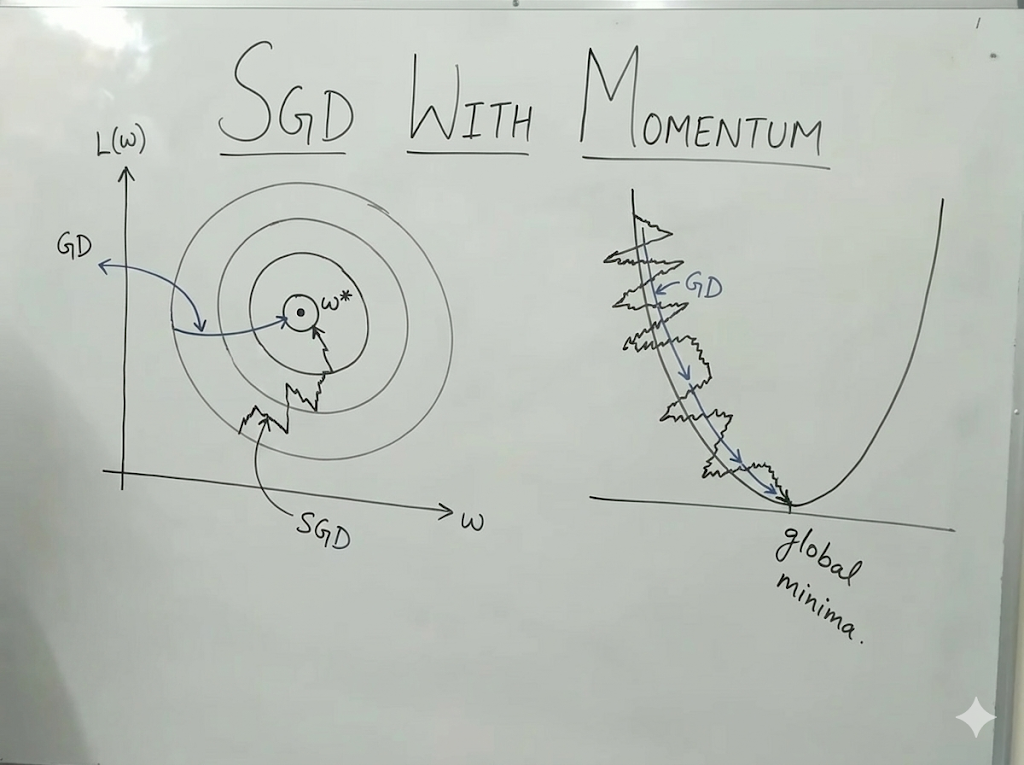 SGD WITH MOMENTUM
L(w)
GD
w*
SGD
w
GD
global
minima.